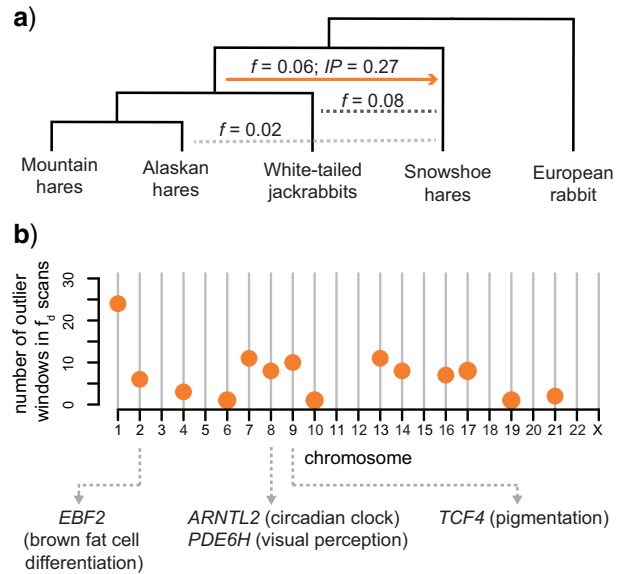 a)
f = 0.06; IP = 0.27
f = 0.08
f = 0.02
Mountain hares
Alaskan hares
White-tailed jackrabbits
Snowshoe hares
European rabbit
b)
number of outlier
windows in fd scans
30
20
10
0
1 2 3 4 5 6 7 8 9 10 11 12 13 14 15 16 17 18 19 20 21 22 X
chromosome
EBF2
(brown fat cell
differentiation)
ARNTL2 (circadian clock)
PDE6H (visual perception)
TCF4 (pigmentation)